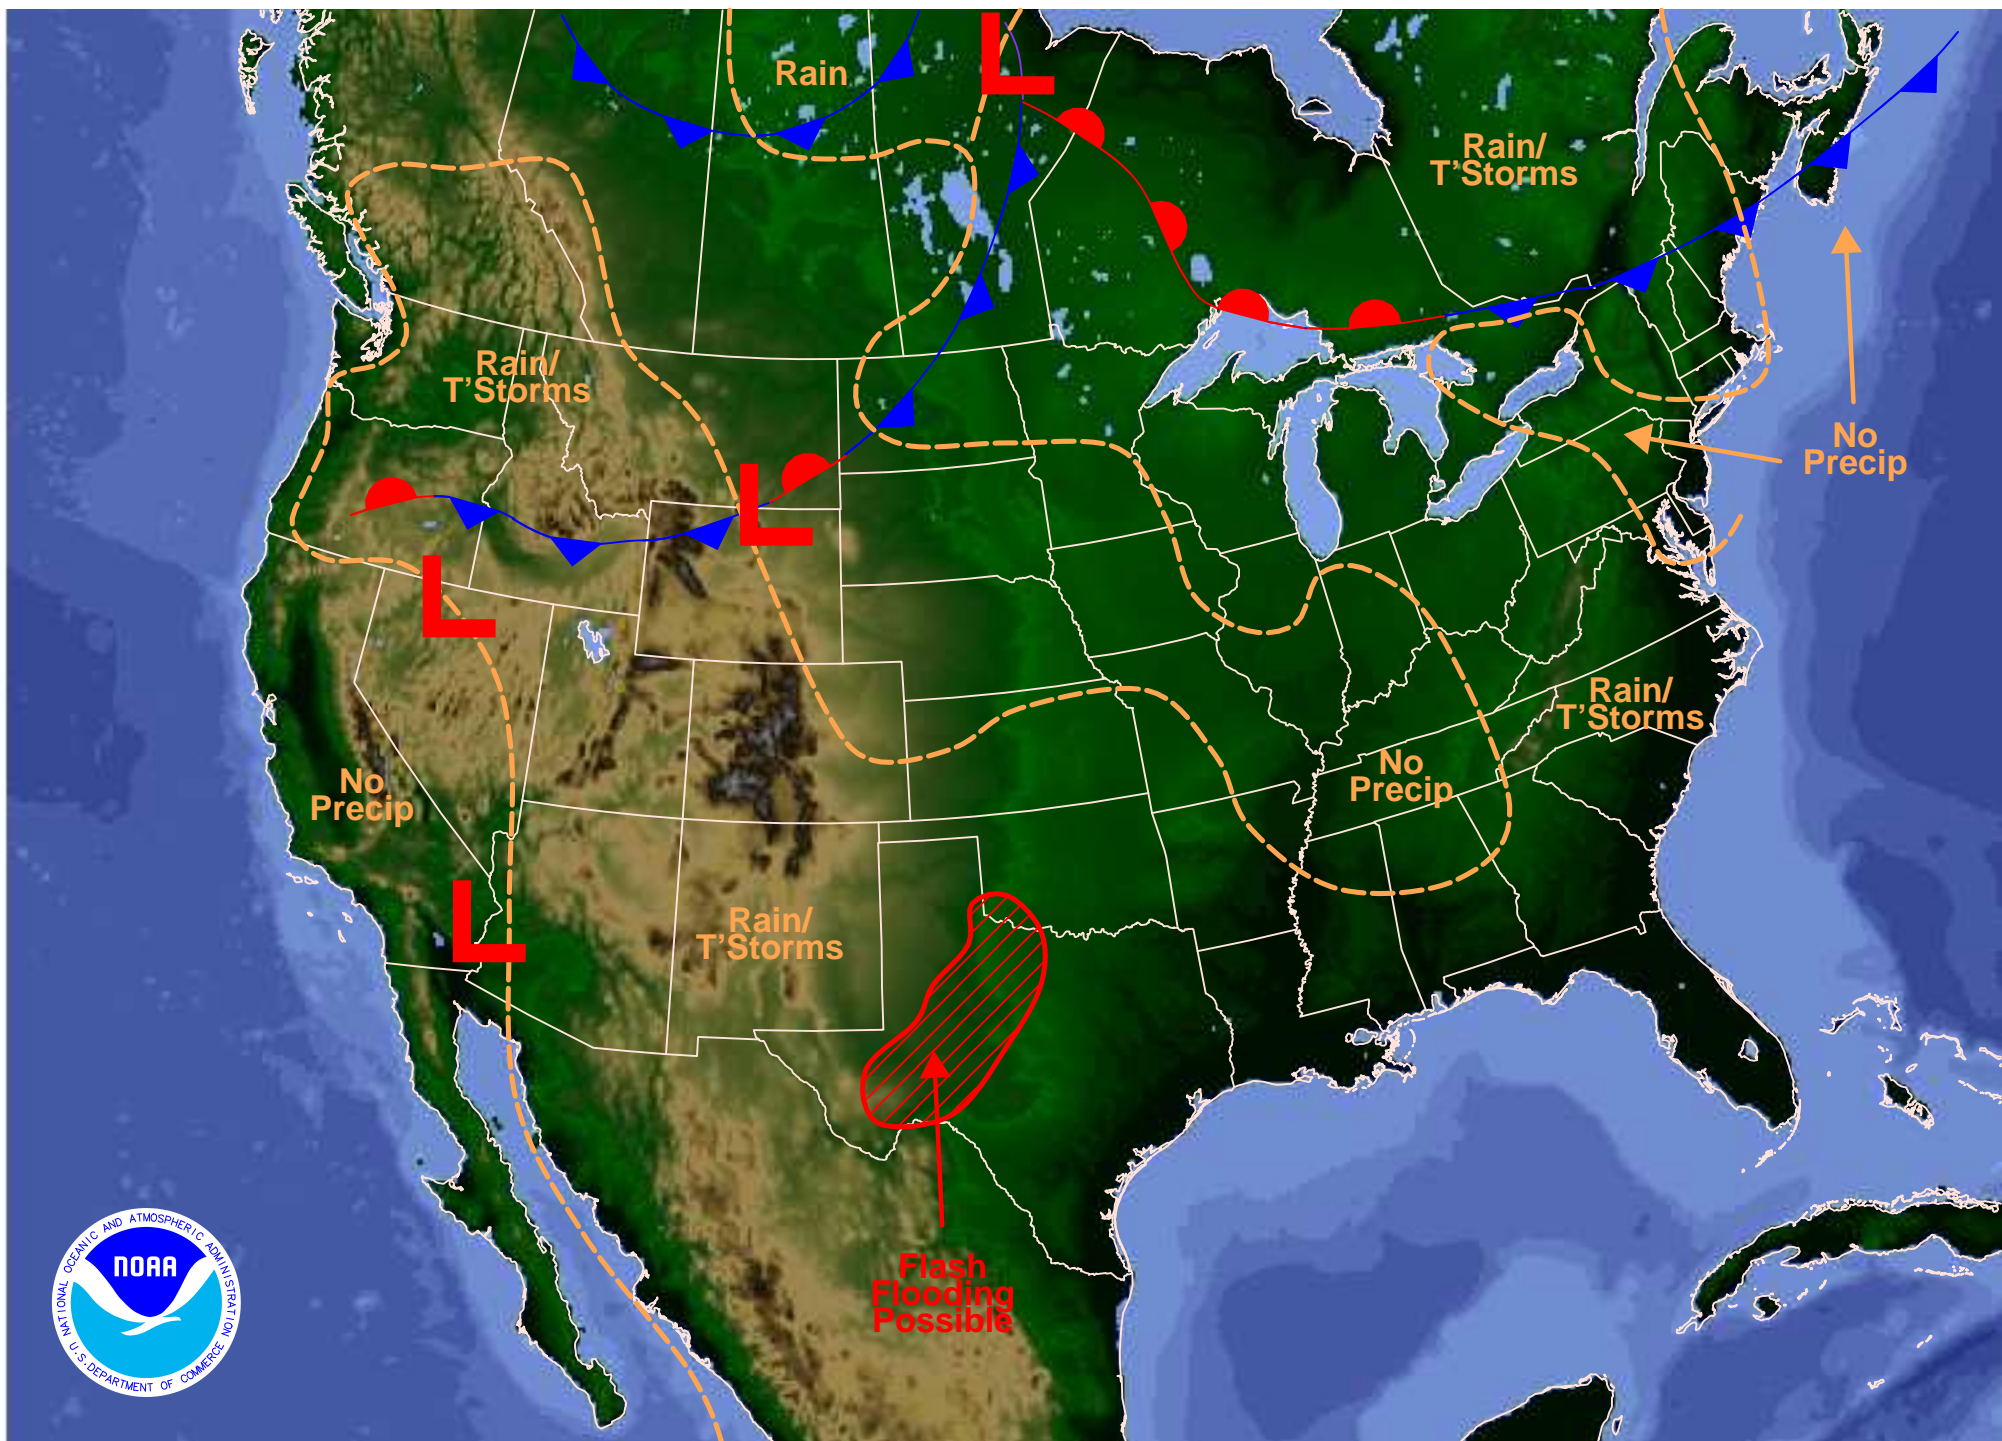 Rain
L
Rain/
T'Storms
Rain/
T'Storms
No
Precip
L
L
Rain/
T'Storms
No
Precip
No
Precip
L
Rain/
T'Storms
Flash
Flooding
Possible
NATIONAL OCEANIC AND ATMOSPHERIC ADMINISTRATION
NOAA
U.S. DEPARTMENT OF COMMERCE